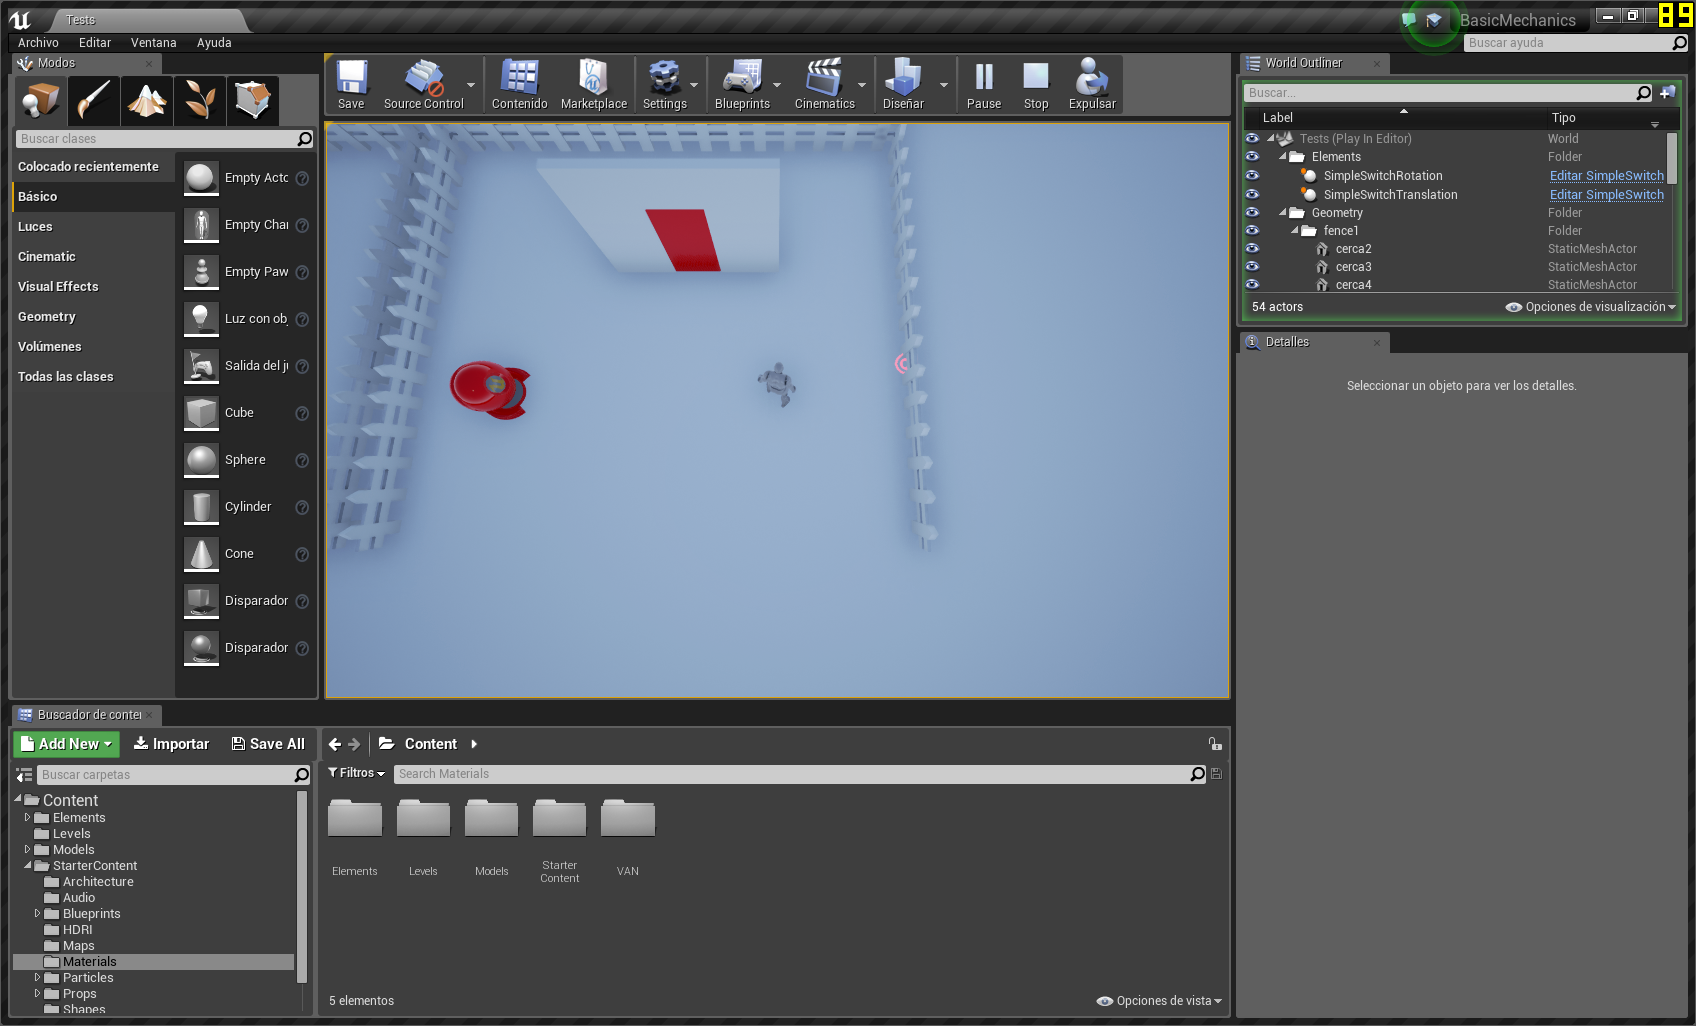 Tests
BasicMechanics
89
Archivo Editar Ventana Ayuda
Buscar ayuda
Modos
Buscar clases
Colocado recientemente
Básico
Luces
Cinematic
Visual Effects
Geometry
Volúmenes
Todas las clases
Empty Acto
Empty Char
Empty Paw
Luz con obj
Salida del ju
Cube
Sphere
Cylinder
Cone
Disparador
Disparador
Save
Source Control
Contenido
Marketplace
Settings
Blueprints
Cinematics
Diseñar
Pause
Stop
Expulsar
World Outliner
Buscar...
Label Tipo
Tests (Play In Editor) World
Elements Folder
SimpleSwitchRotation Editar SimpleSwitch
SimpleSwitchTranslation Editar SimpleSwitch
Geometry Folder
fence1 Folder
cerca2 StaticMeshActor
cerca3 StaticMeshActor
cerca4 StaticMeshActor
54 actors Opciones de visualización
Detalles
Seleccionar un objeto para ver los detalles.
Buscador de conter
Add New Importar Save All
Content
Buscar carpetas
Filtros
Search Materials
Content
Elements
Levels
Models
StarterContent
Architecture
Audio
Blueprints
HDRI
Maps
Materials
Particles
Props
Shapes
Elements
Levels
Models
Starter
Content
VAN
5 elementos
Opciones de vista